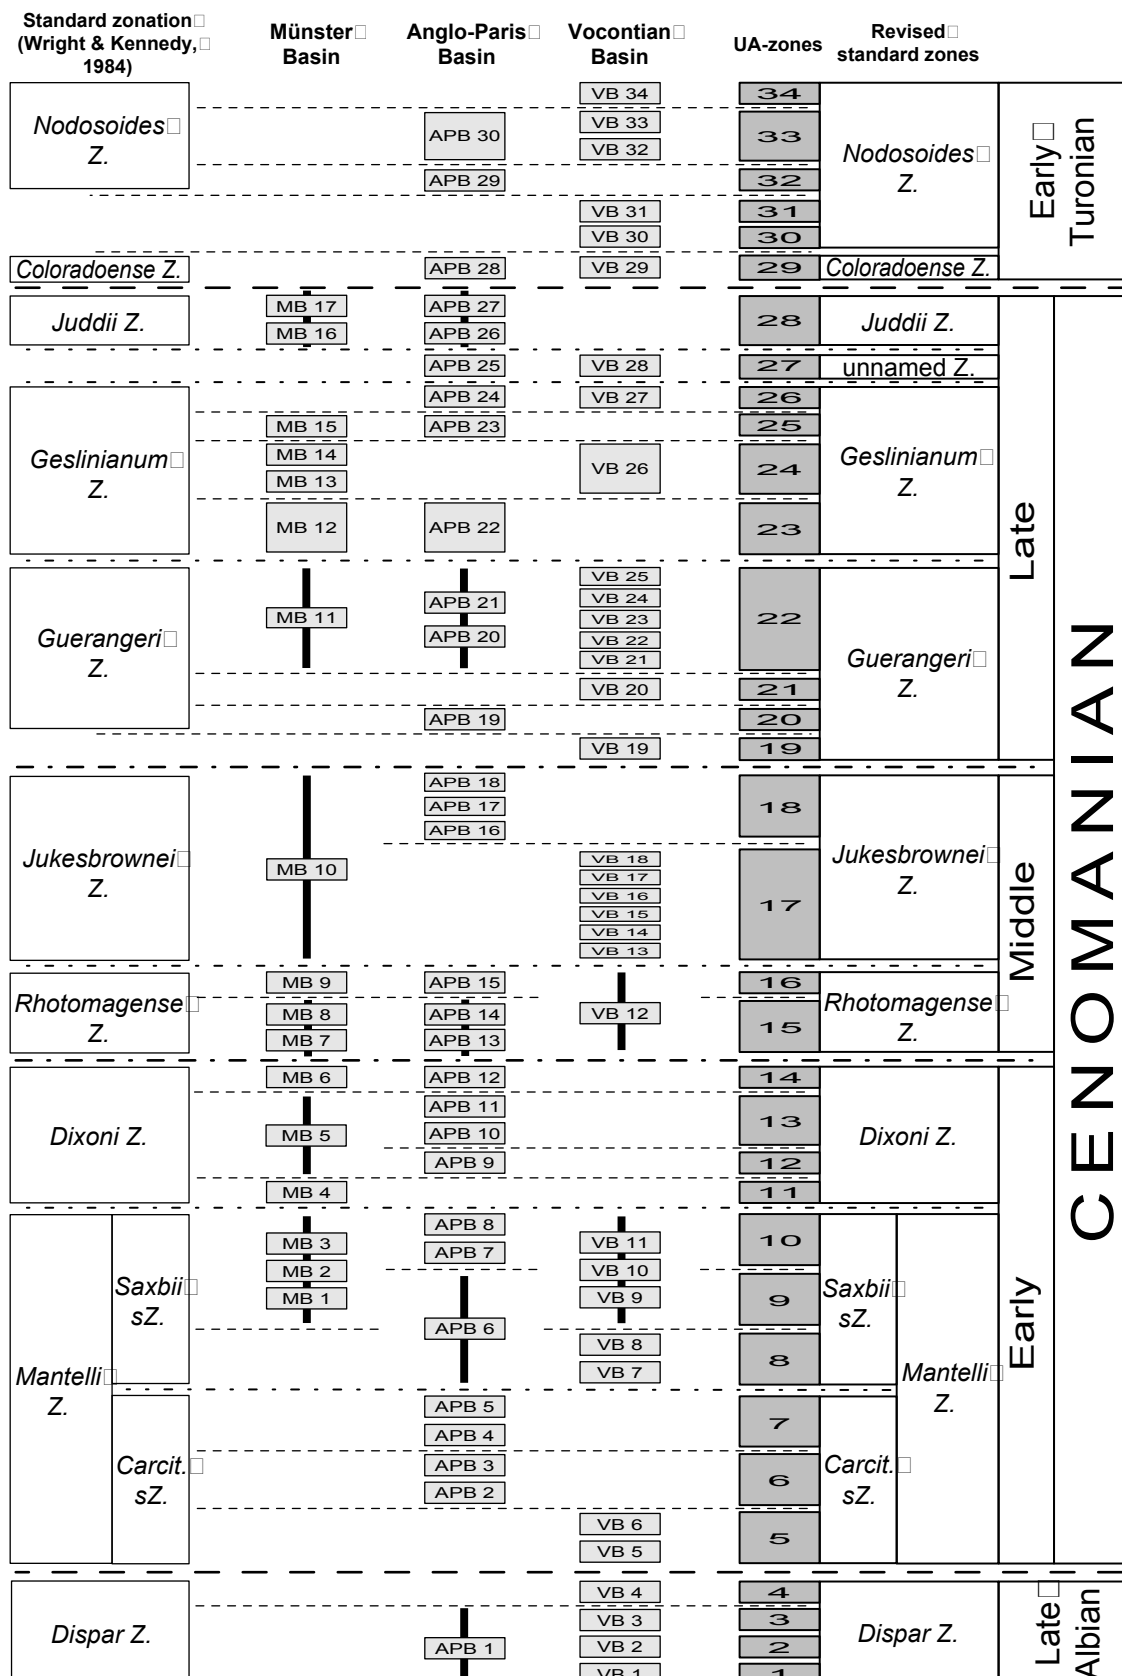 Standard zonation
(Wright & Kennedy,
1984)
Münster
Basin
Anglo-Paris
Basin
Vocontian
Basin
UA-zones
Revised
standard zones
Nodosoides
Z.
VB 34
34
APB 30
VB 33
VB 32
33
APB 29
32
VB 31
31
VB 30
30
Nodosoides
Z.
Early
Turonian
Coloradoense Z.
APB 28
VB 29
29
Coloradoense Z.
Juddii Z.
MB 17
MB 16
APB 27
APB 26
28
Juddii Z.
APB 25
VB 28
27
unnamed Z.
Geslinianum
Z.
APB 24
VB 27
26
MB 15
APB 23
25
MB 14
MB 13
VB 26
24
MB 12
APB 22
23
Geslinianum
Z.
Late
Guerangeri
Z.
MB 11
APB 21
APB 20
VB 25
VB 24
VB 23
VB 22
VB 21
22
VB 20
21
APB 19
20
VB 19
19
Guerangeri
Z.
CENOMANIAN
Jukesbrownei
Z.
MB 10
APB 18
APB 17
APB 16
18
VB 18
VB 17
VB 16
VB 15
VB 14
VB 13
17
Jukesbrownei
Z.
Middle
Rhotomagense
Z.
MB 9
APB 15
16
MB 8
MB 7
APB 14
APB 13
VB 12
15
Rhotomagense
Z.
Dixoni Z.
MB 6
APB 12
14
MB 5
APB 11
APB 10
13
APB 9
12
MB 4
11
Dixoni Z.
Early
Mantelli
Z.
Saxbii
sZ.
MB 3
MB 2
MB 1
APB 8
APB 7
APB 6
VB 11
VB 10
VB 9
VB 8
VB 7
10
9
8
Saxbii
sZ.
Mantelli
Z.
Carcit.
sZ.
APB 5
APB 4
7
APB 3
APB 2
6
VB 6
VB 5
5
Carcit.
sZ.
Dispar Z.
APB 1
VB 4
VB 3
VB 2
VB 1
4
3
2
1
Dispar Z.
Late
Albian